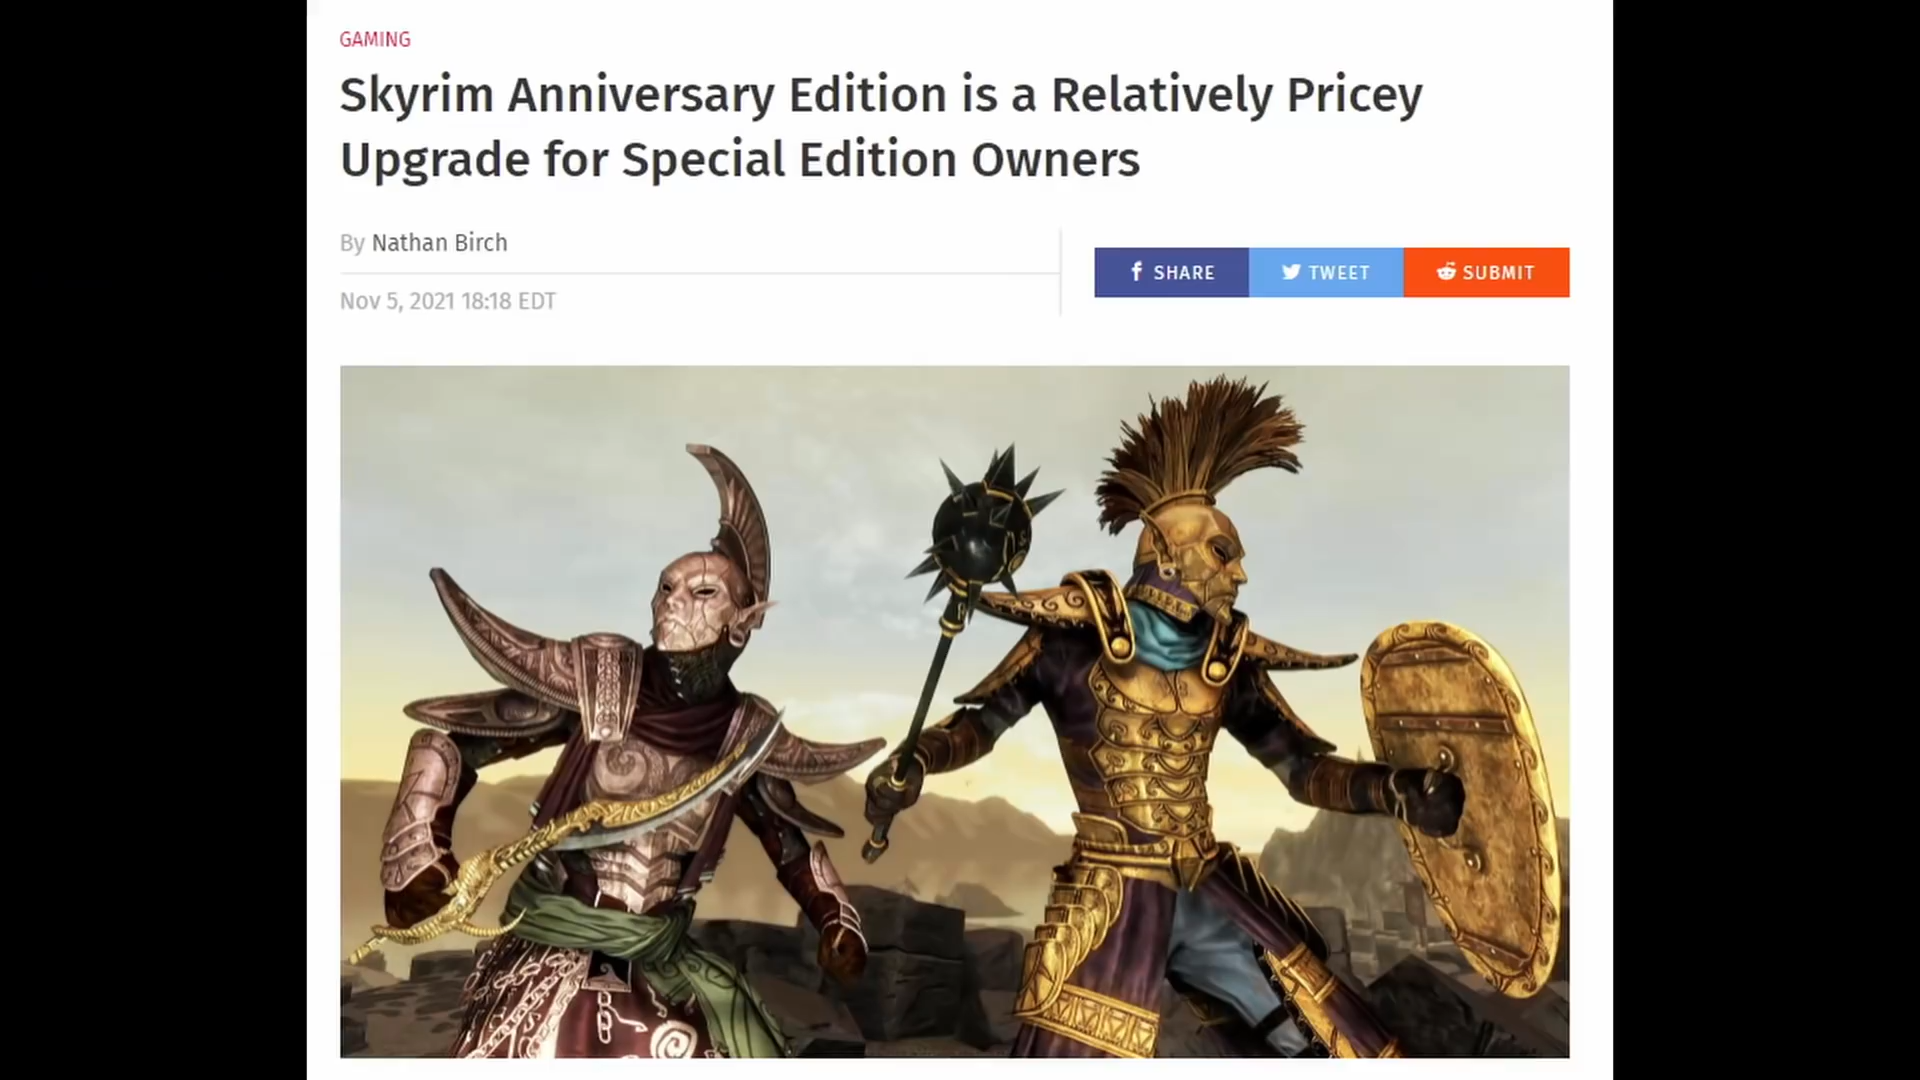 GAMING
Skyrim Anniversary Edition is a Relatively Pricey
Upgrade for Special Edition Owners
By Nathan Birch
Nov 5, 2021 18:18 EDT
SHARE
TWEET
SUBMIT